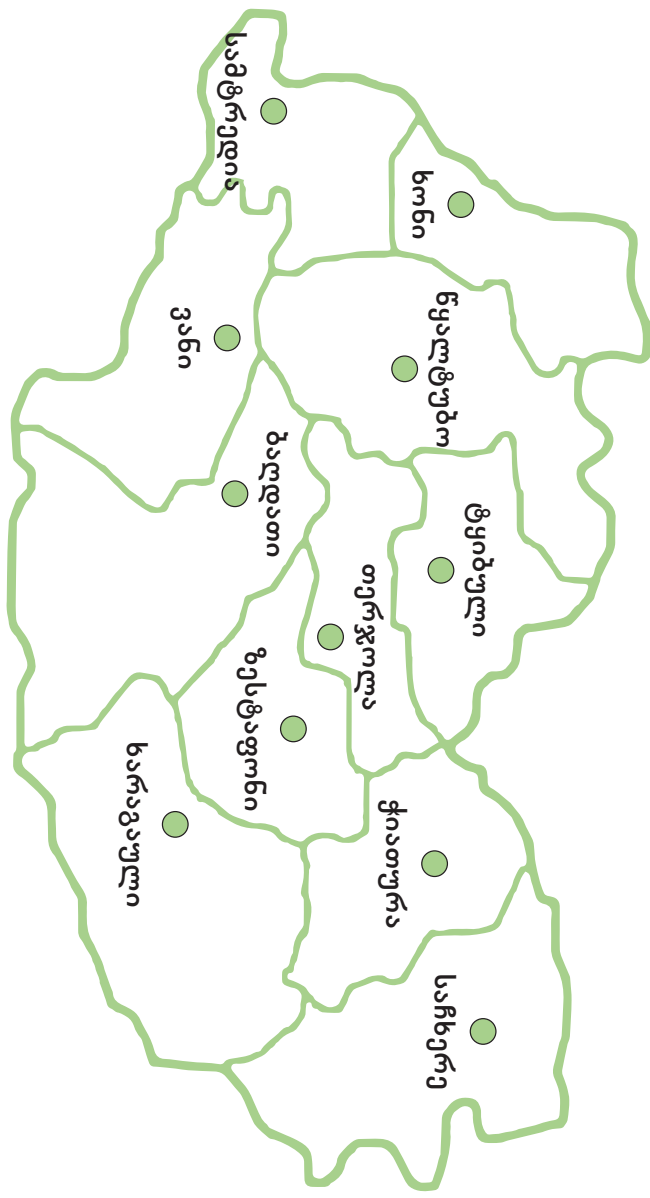 სამტრედია
ხონი
ვანი
წყალტუბო
ბაღდათი
ტყიბული
თერჯოლა
ზესტაფონი
ხარაგაული
ჭიათურა
საჩხერე